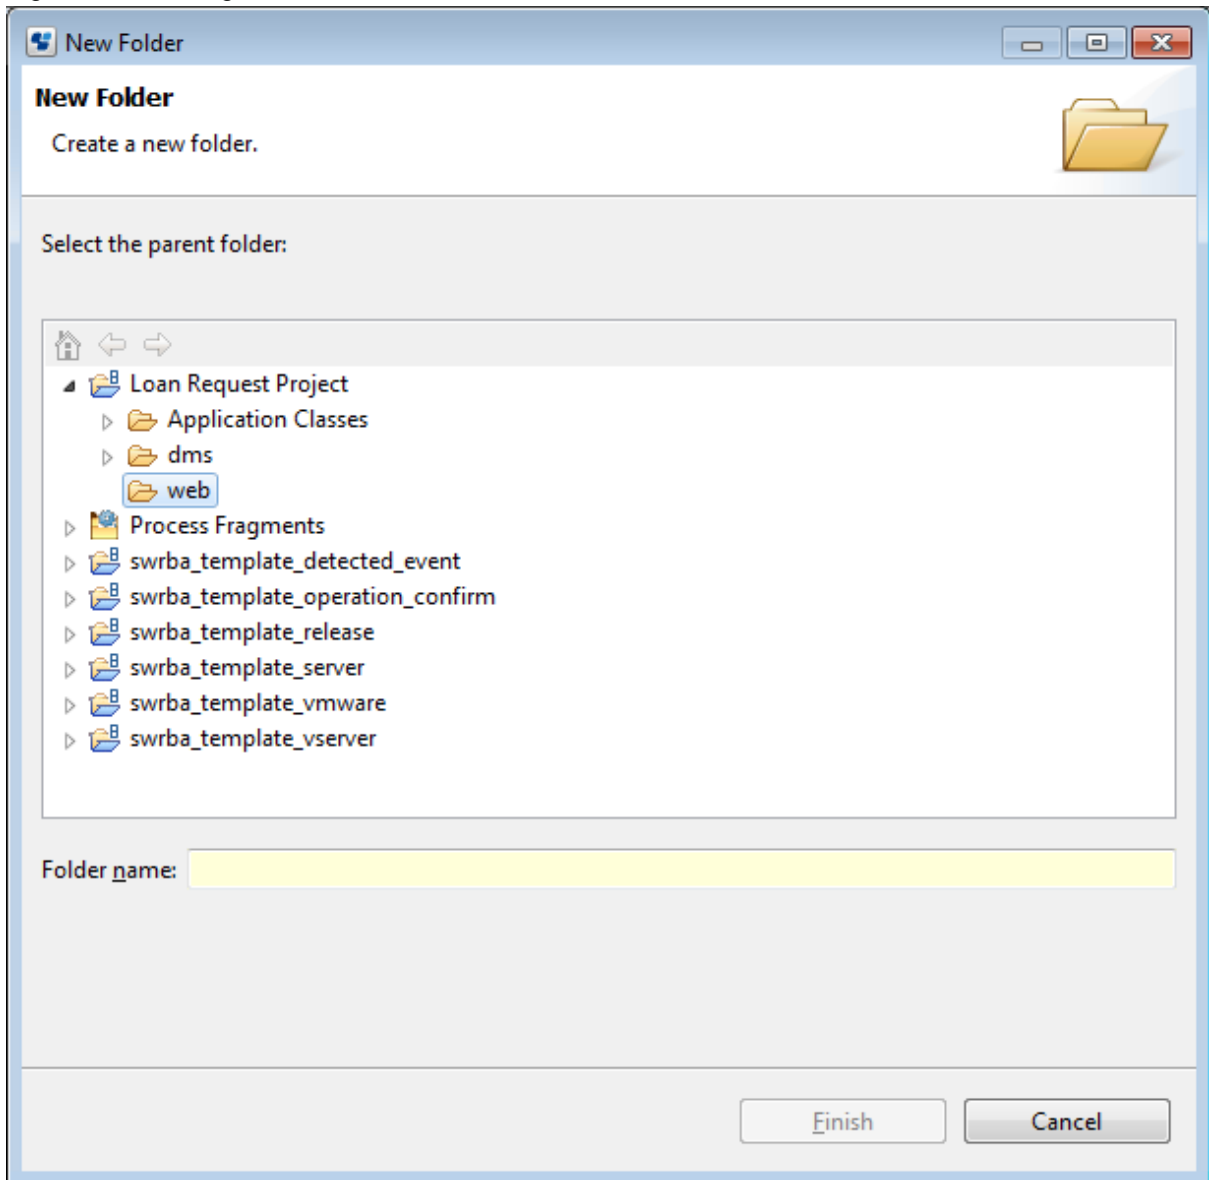 New Folder
New Folder
Create a new folder.
Select the parent folder:
Loan Request Project
Application Classes
dms
web
Process Fragments
swrba_template_detected_event
swrba_template_operation_confirm
swrba_template_release
swrba_template_server
swrba_template_vmware
swrba_template_vserver
Folder name:
Finish Cancel